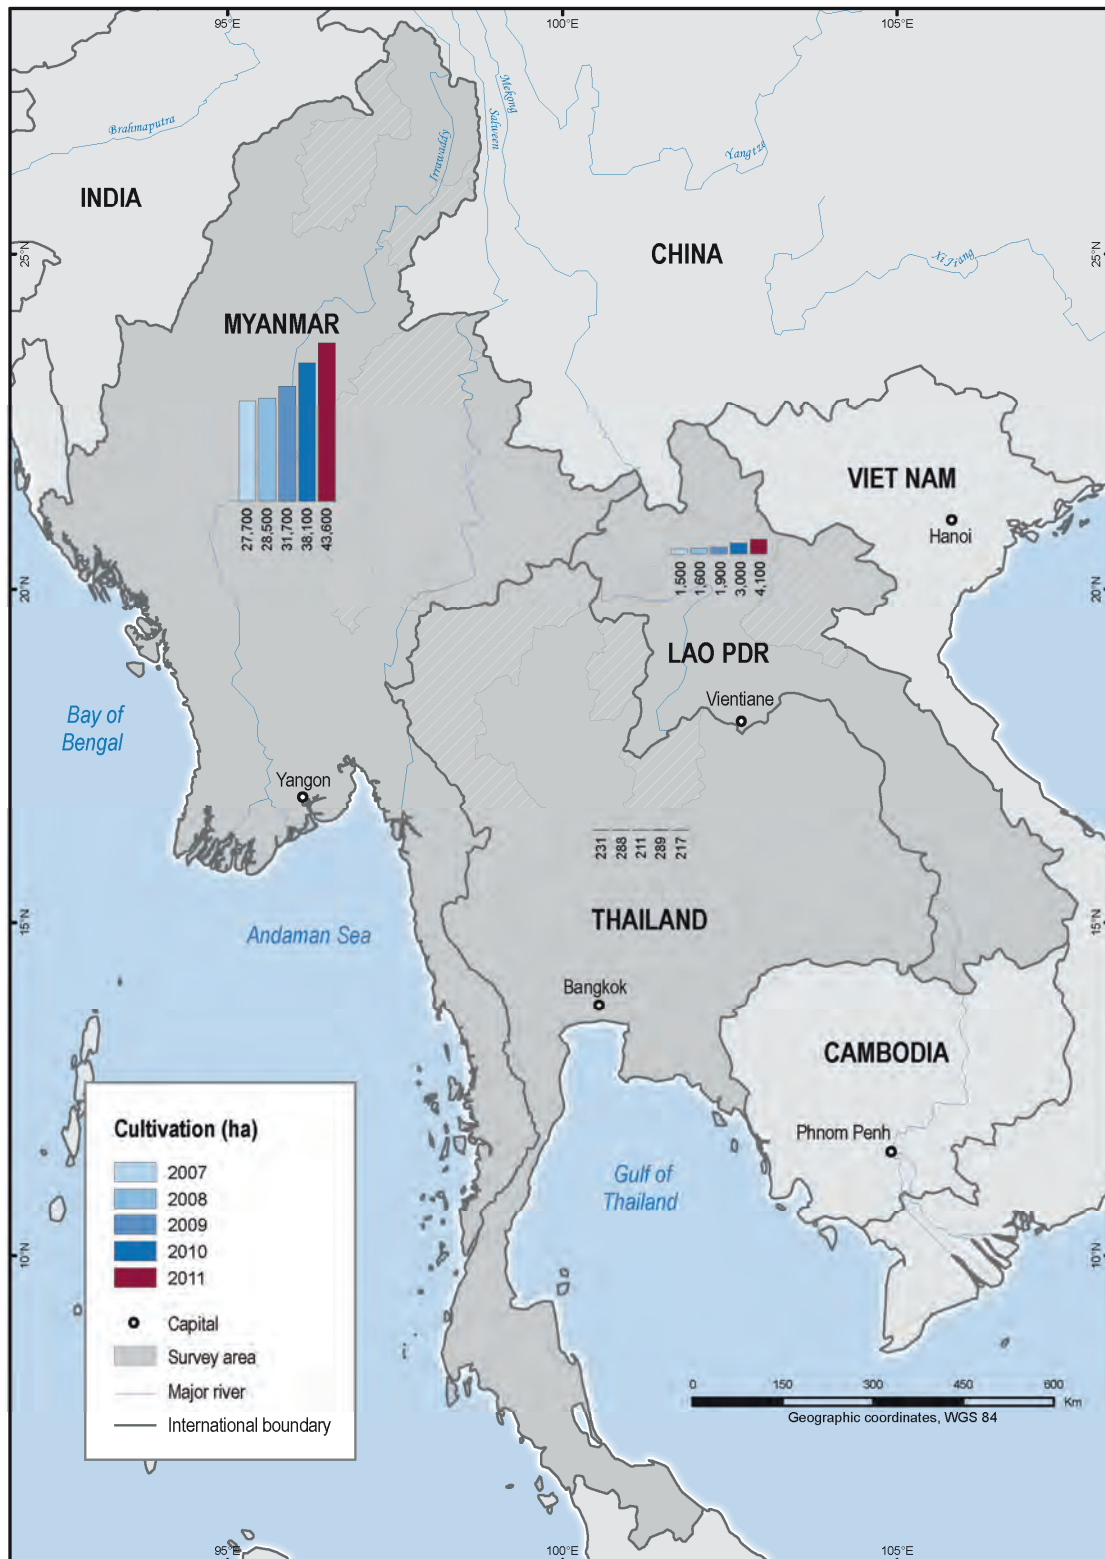 95°E
100°E
105°E
Brahmaputra
Irrawaddy
Salween
Mekong
Yangtze
Xi Jiang
INDIA
CHINA
25°N
25°N
MYANMAR
27,700
28,500
31,700
38,100
43,600
VIET NAM
Hanoi
1,500
1,600
1,900
3,000
4,100
20°N
20°N
LAO PDR
Vientiane
Bay of
Bengal
Yangon
231
288
211
289
217
THAILAND
15°N
15°N
Andaman Sea
Bangkok
CAMBODIA
Phnom Penh
Gulf of
Thailand
Cultivation (ha)
2007
2008
2009
2010
2011
Capital
Survey area
Major river
International boundary
10°N
10°N
0 150 300 450 600
Km
Geographic coordinates, WGS 84
95°E
100°E
105°E